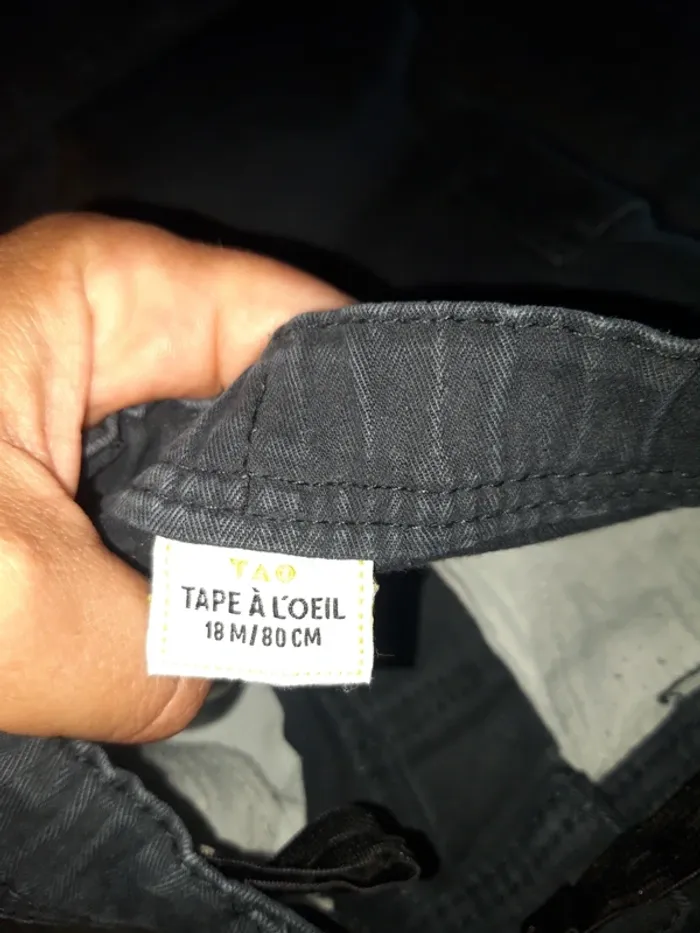 TAO
TAPE À L'OEIL
18 M/80 CM